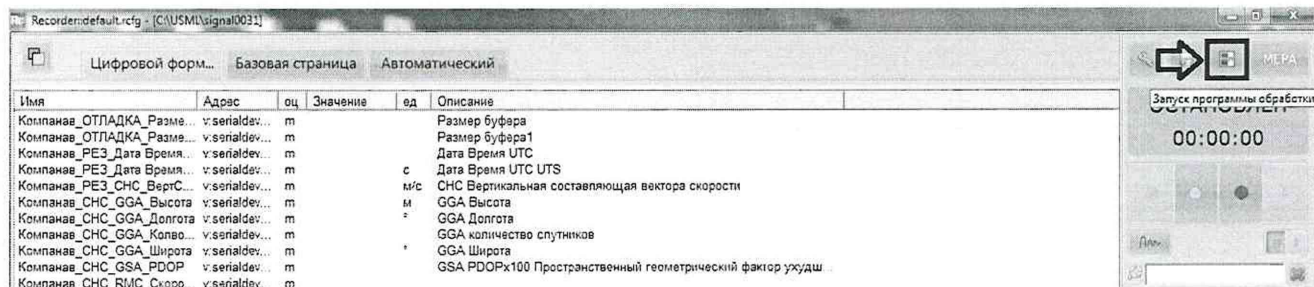 Recorder:default.rcfg - [C:\USML\signal0031]
Цифровой форм... Базовая страница Автоматический
МЕРА
Запуск программы обработки
ОСТАНОВЛЕН
00:00:00
Имя Адрес оц Значение ед Описание
Компанав_ОТЛАДКА_Разме... v:serialdev... m Размер буфера
Компанав_ОТЛАДКА_Разме... v:serialdev... m Размер буфера1
Компанав_РЕЗ_Дата Время... v:serialdev... m Дата Время UTC
Компанав_РЕЗ_Дата Время... v:serialdev... m с Дата Время UTC UTS
Компанав_РЕЗ_СНС_ВертС... v:serialdev... m м/с СНС Вертикальная составляющая вектора скорости
Компанав_СНС_GGA_Высота v:serialdev... m м GGA Высота
Компанав_СНС_GGA_Долгота v:serialdev... m ° GGA Долгота
Компанав_СНС_GGA_Колво... v:serialdev... m GGA количество спутников
Компанав_СНС_GGA_Широта v:serialdev... m ° GGA Широта
Компанав_СНС_GSA_PDOP v:serialdev... m GSA PDOPx100 Пространственный геометрический фактор ухудш...
Компанав_СНС_RMC_Скоро... v:serialdev... m